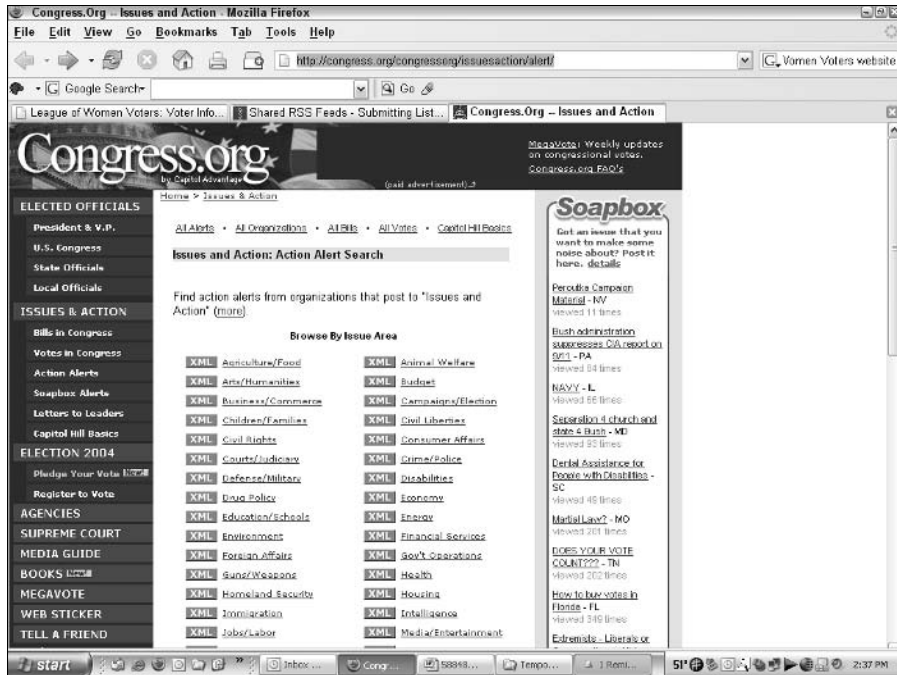 Congress.Org -- Issues and Action - Mozilla Firefox
File Edit View Go Bookmarks Tab Tools Help
http://congress.org/congressorg/issuesaction/alert/
G Vomen Voters website
G Google Search
Go
League of Women Voters: Voter Info...
Shared RSS Feeds - Submitting List...
Congress.Org -- Issues and Action
Congress.org
by Capitol Advantage
(paid advertisement)
MegaVote: Weekly updates
on congressional votes.
Congress.org FAQ's
ELECTED OFFICIALS
President & V.P.
U.S. Congress
State Officials
Local Officials
ISSUES & ACTION
Bills in Congress
Votes in Congress
Action Alerts
Soapbox Alerts
Letters to Leaders
Capitol Hill Basics
ELECTION 2004
Pledge Your Vote New!
Register to Vote
AGENCIES
SUPREME COURT
MEDIA GUIDE
BOOKS New!
MEGAVOTE
WEB STICKER
TELL A FRIEND
Home > Issues & Action
All Alerts • All Organizations • All Bills • All Votes • Capitol Hill Basics
Issues and Action: Action Alert Search
Find action alerts from organizations that post to "Issues and
Action" (more).
Browse By Issue Area
XML Agriculture/Food
XML Animal Welfare
XML Arts/Humanities
XML Budget
XML Business/Commerce
XML Campaigns/Election
XML Children/Families
XML Civil Liberties
XML Civil Rights
XML Consumer Affairs
XML Courts/Judiciary
XML Crime/Police
XML Defense/Military
XML Disabilities
XML Drug Policy
XML Economy
XML Education/Schools
XML Energy
XML Environment
XML Financial Services
XML Foreign Affairs
XML Gov't Operations
XML Guns/Weapons
XML Health
XML Homeland Security
XML Housing
XML Immigration
XML Intelligence
XML Jobs/Labor
XML Media/Entertainment
Soapbox
Got an issue that you
want to make some
noise about? Post it
here. details
Peroutka Campaign
Material - NV
viewed 11 times
Bush administration
suppresses CIA report on
9/11 - PA
viewed 84 times
NAVY - IL
viewed 66 times
Separation 4 church and
state 4 Bush - MD
viewed 93 times
Dental Assistance for
People with Disabilities -
SC
viewed 49 times
Martial Law? - MO
viewed 201 times
DOES YOUR VOTE
COUNT??? - TN
viewed 202 times
How to buy votes in
Florida - FL
viewed 349 times
Extremists - Liberals or
start
Inbox ...
Congr...
58848...
Tempo...
1 Remi...
51°
2:37 PM